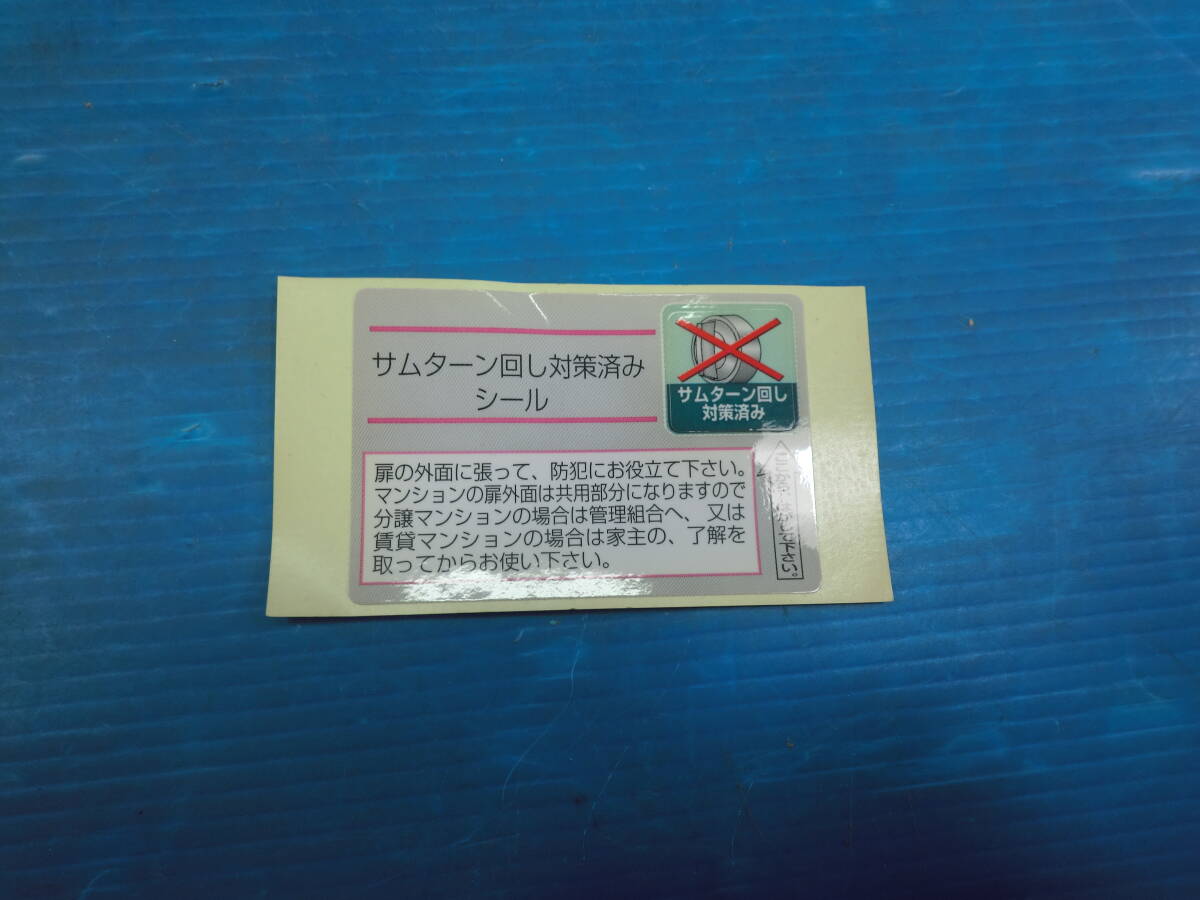 サムターン回し対策済み
シール
サムターン回し
対策済み
扉の外面に張って、防犯にお役立て下さい。
マンションの扉外面は共用部分になりますので
分譲マンションの場合は管理組合へ、又は
賃貸マンションの場合は家主の、了解を
取ってからお使い下さい。
下さい。